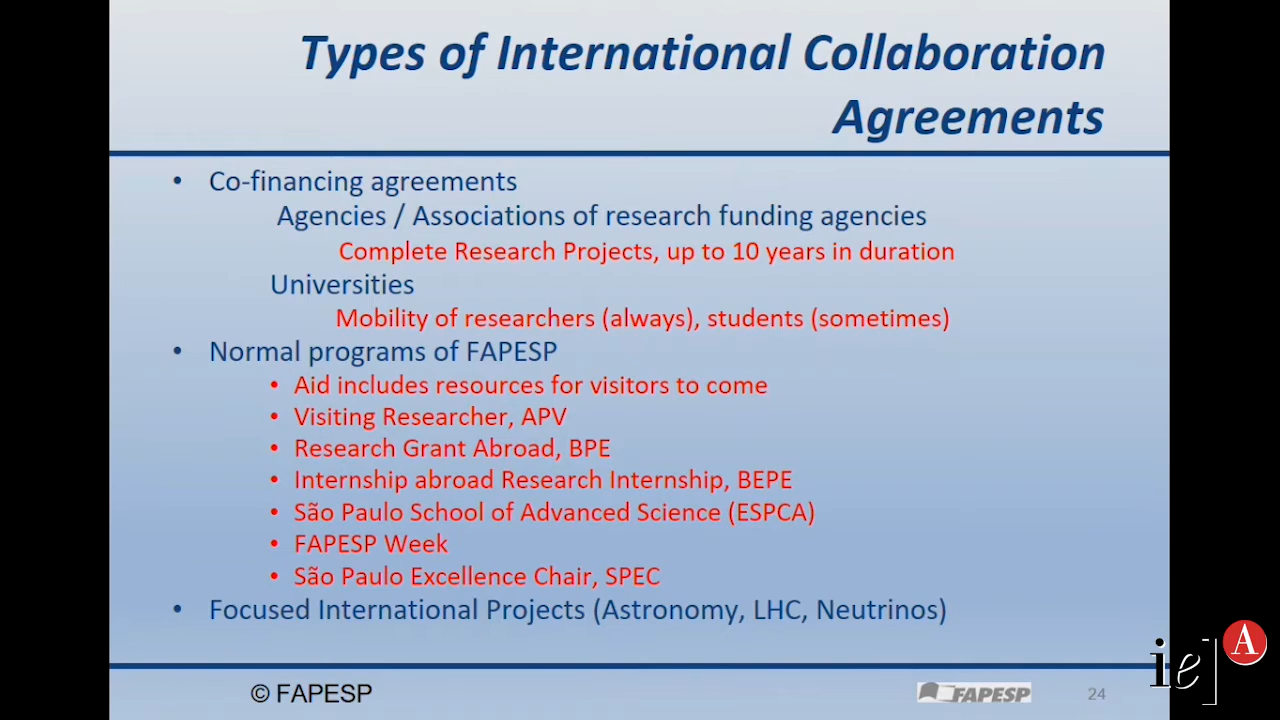 Types of International Collaboration
Agreements
• Co-financing agreements
Agencies / Associations of research funding agencies
Complete Research Projects, up to 10 years in duration
Universities
Mobility of researchers (always), students (sometimes)
• Normal programs of FAPESP
• Aid includes resources for visitors to come
• Visiting Researcher, APV
• Research Grant Abroad, BPE
• Internship abroad Research Internship, BEPE
• São Paulo School of Advanced Science (ESPCA)
• FAPESP Week
• São Paulo Excellence Chair, SPEC
• Focused International Projects (Astronomy, LHC, Neutrinos)
© FAPESP
FAPESP
24
ie]A